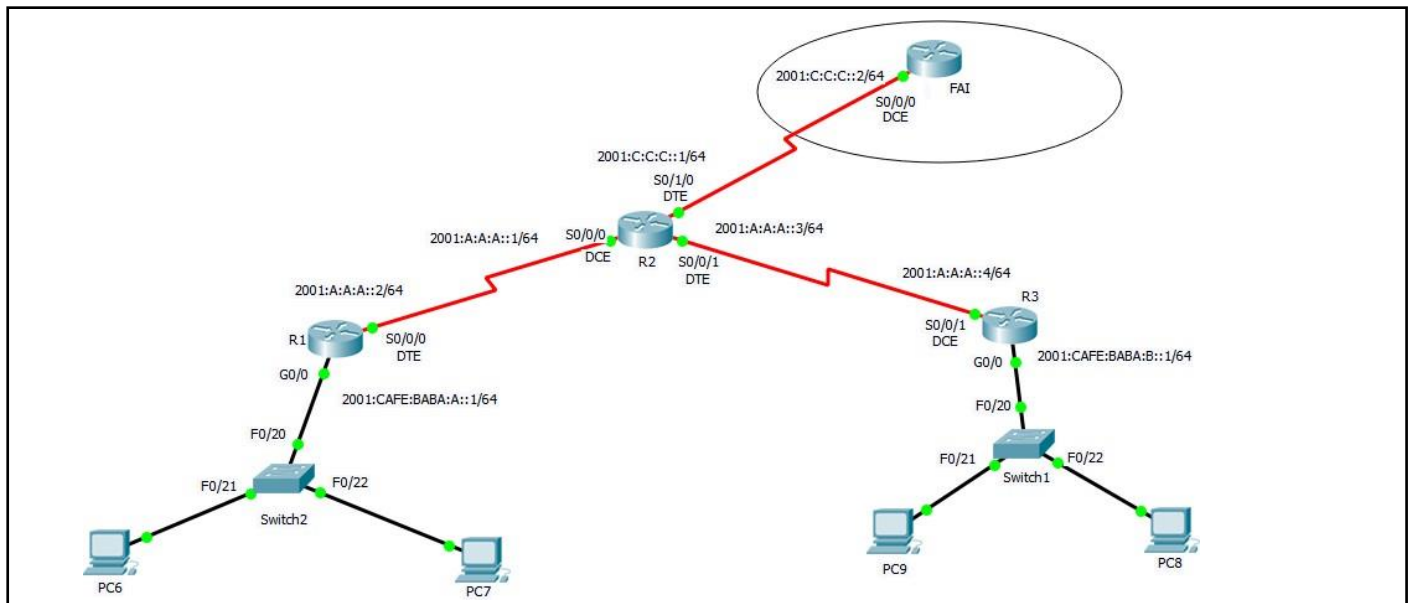 2001:C:C:C::2/64
FAI
S0/0/0
DCE
2001:C:C:C::1/64
S0/1/0
DTE
2001:A:A:A::1/64
S0/0/0
DCE
R2
2001:A:A:A::3/64
S0/0/1
DTE
2001:A:A:A::4/64
R3
2001:A:A:A::2/64
R1
S0/0/0
DTE
S0/0/1
DCE
G0/0
2001:CAFE:BABA:B::1/64
G0/0
2001:CAFE:BABA:A::1/64
F0/20
F0/20
F0/21
F0/22
Switch2
F0/21
F0/22
Switch1
PC6
PC7
PC9
PC8